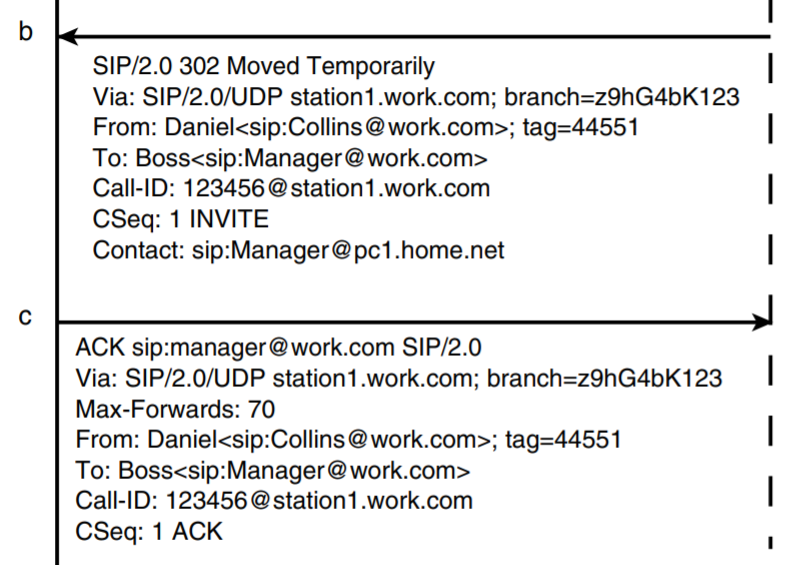 b
SIP/2.0 302 Moved Temporarily
Via: SIP/2.0/UDP station1.work.com; branch=z9hG4bK123
From: Daniel<sip:Collins@work.com>; tag=44551
To: Boss<sip:Manager@work.com>
Call-ID: 123456@station1.work.com
CSeq: 1 INVITE
Contact: sip:Manager@pc1.home.net
c
ACK sip:manager@work.com SIP/2.0
Via: SIP/2.0/UDP station1.work.com; branch=z9hG4bK123
Max-Forwards: 70
From: Daniel<sip:Collins@work.com>; tag=44551
To: Boss<sip:Manager@work.com>
Call-ID: 123456@station1.work.com
CSeq: 1 ACK